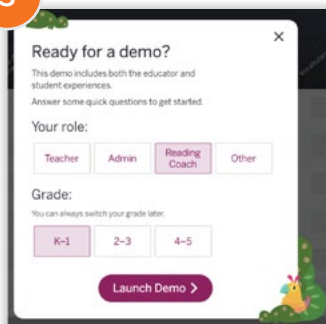 Ready for a demo?
This demo includes both the educator and
student experiences.
Answer some quick questions to get started.
Your role:
Teacher
Admin
Reading
Coach
Other
Grade:
You can always switch your grade later.
K–1
2–3
4–5
Launch Demo